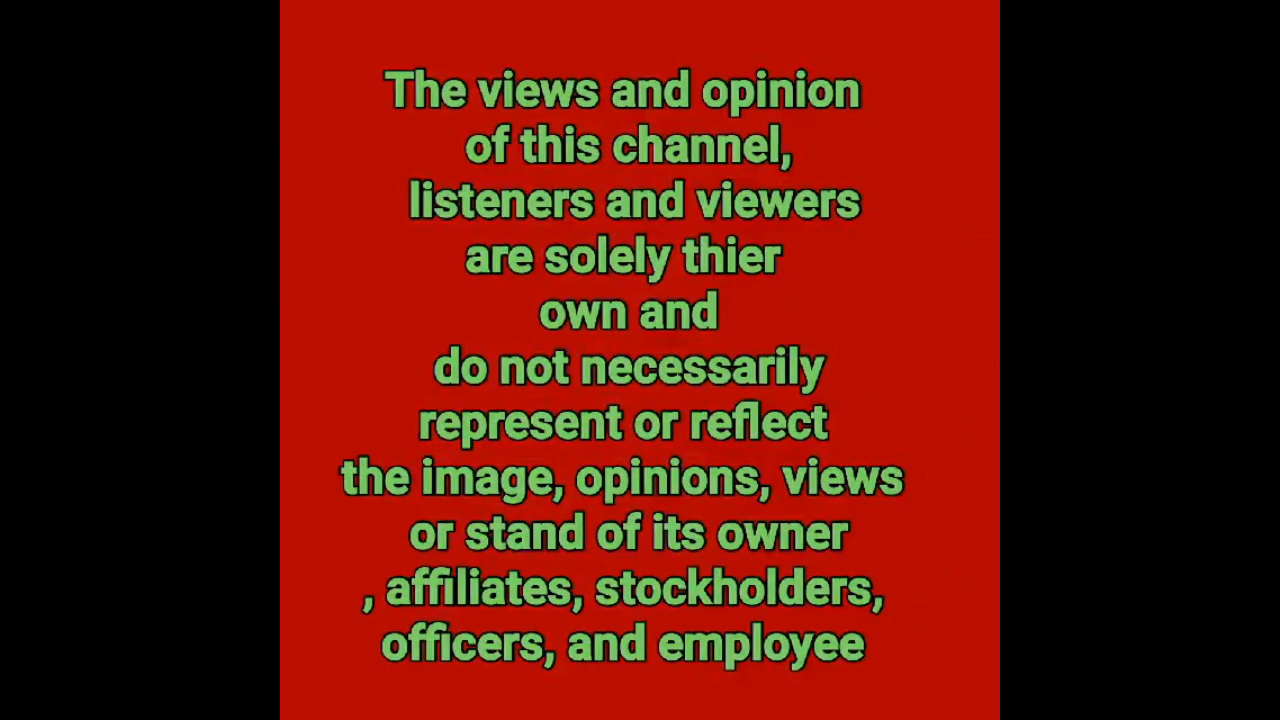 The views and opinion
of this channel,
listeners and viewers
are solely thier
own and
do not necessarily
represent or reflect
the image, opinions, views
or stand of its owner
, affiliates, stockholders,
officers, and employee